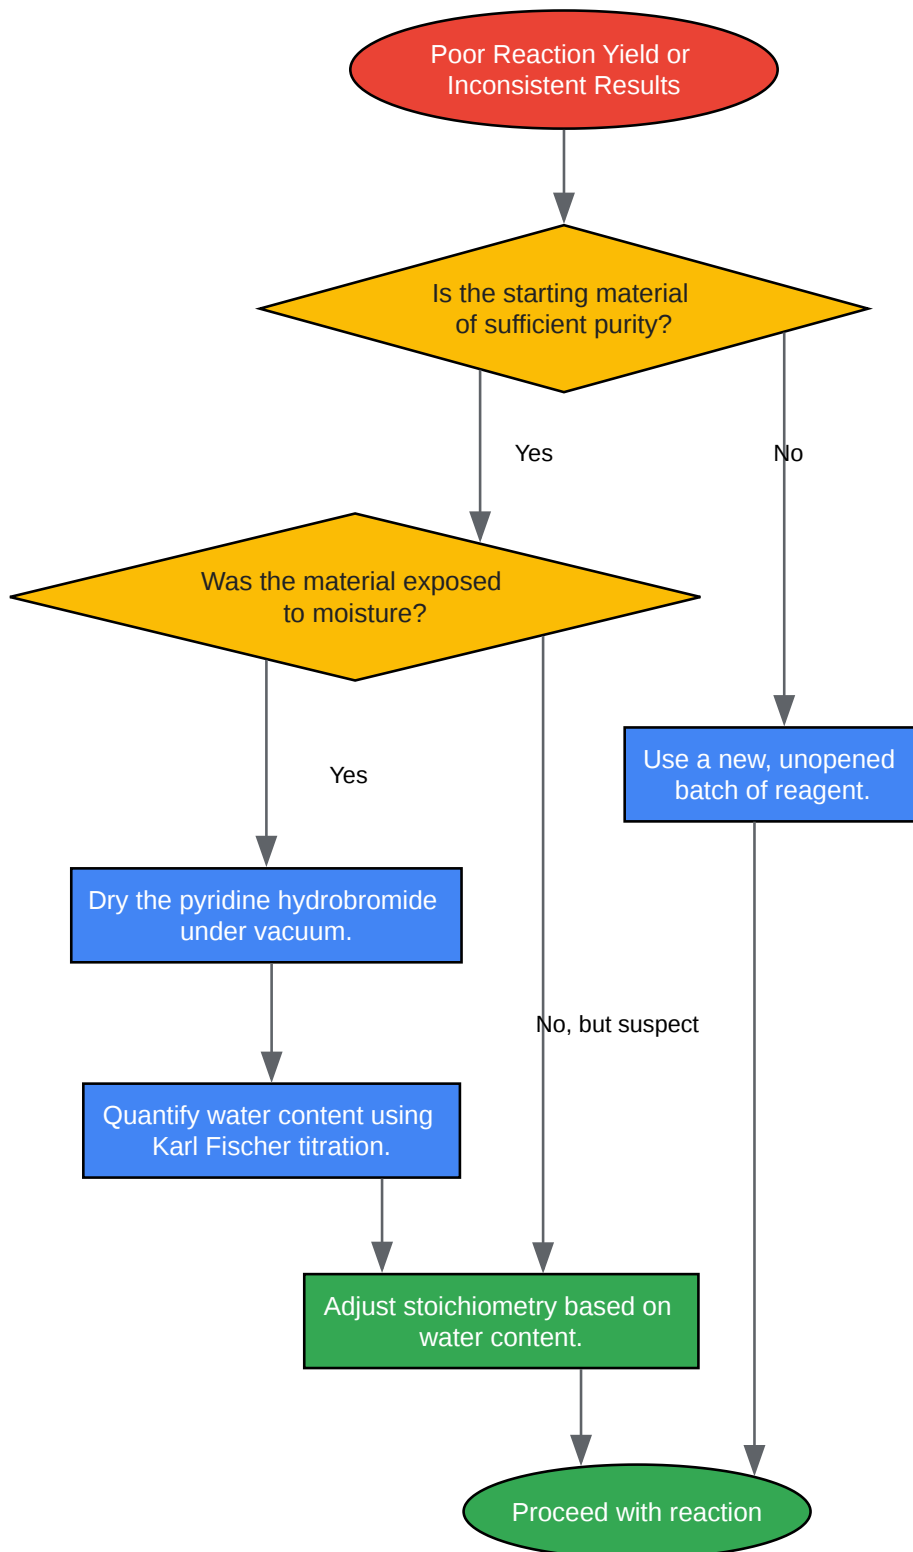 Poor Reaction Yield or
Inconsistent Results
Is the starting material
of sufficient purity?
Yes
No
Was the material exposed
to moisture?
Use a new, unopened
batch of reagent.
Yes
Dry the pyridine hydrobromide
under vacuum.
No, but suspect
Quantify water content using
Karl Fischer titration.
Adjust stoichiometry based on
water content.
Proceed with reaction